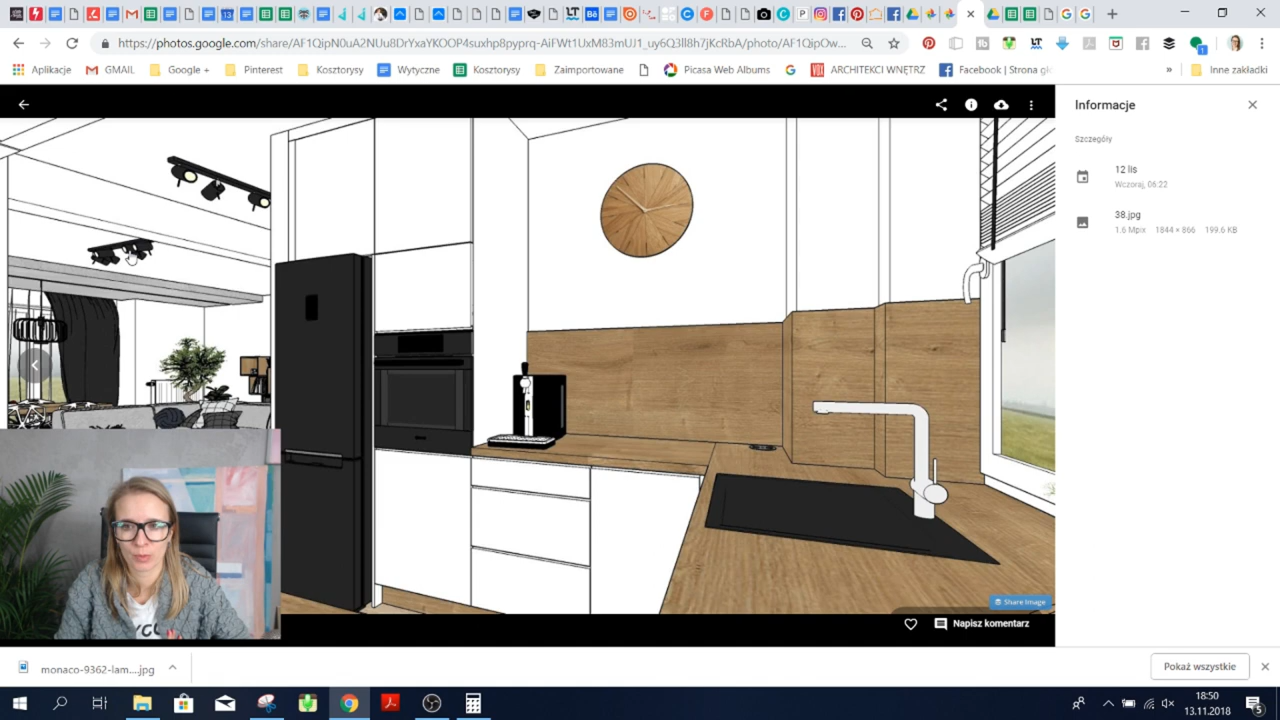 https://photos.google.com/share/AF1QipN0uA2NUu8DrYxaYKOOP4suxhp8pyprq-AiFWt1UxM83mUJ1_uy6Q3ll8h7jKcRbA/photo/AF1QipOw...
Aplikacje GMAIL Google + Pinterest Kosztorysy Wytyczne Kosztorysy Zaimportowane Picasa Web Albums ARCHITEKCI WNĘTRZ Facebook | Strona gł » Inne zakładki
Informacje
Szczegóły
12 lis
Wczoraj, 06:22
38.jpg
1.6 Mpix 1844 × 866 199.6 KB
Share Image
Napisz komentarz
monaco-9362-lam....jpg
Pokaż wszystkie
18:50
13.11.2018